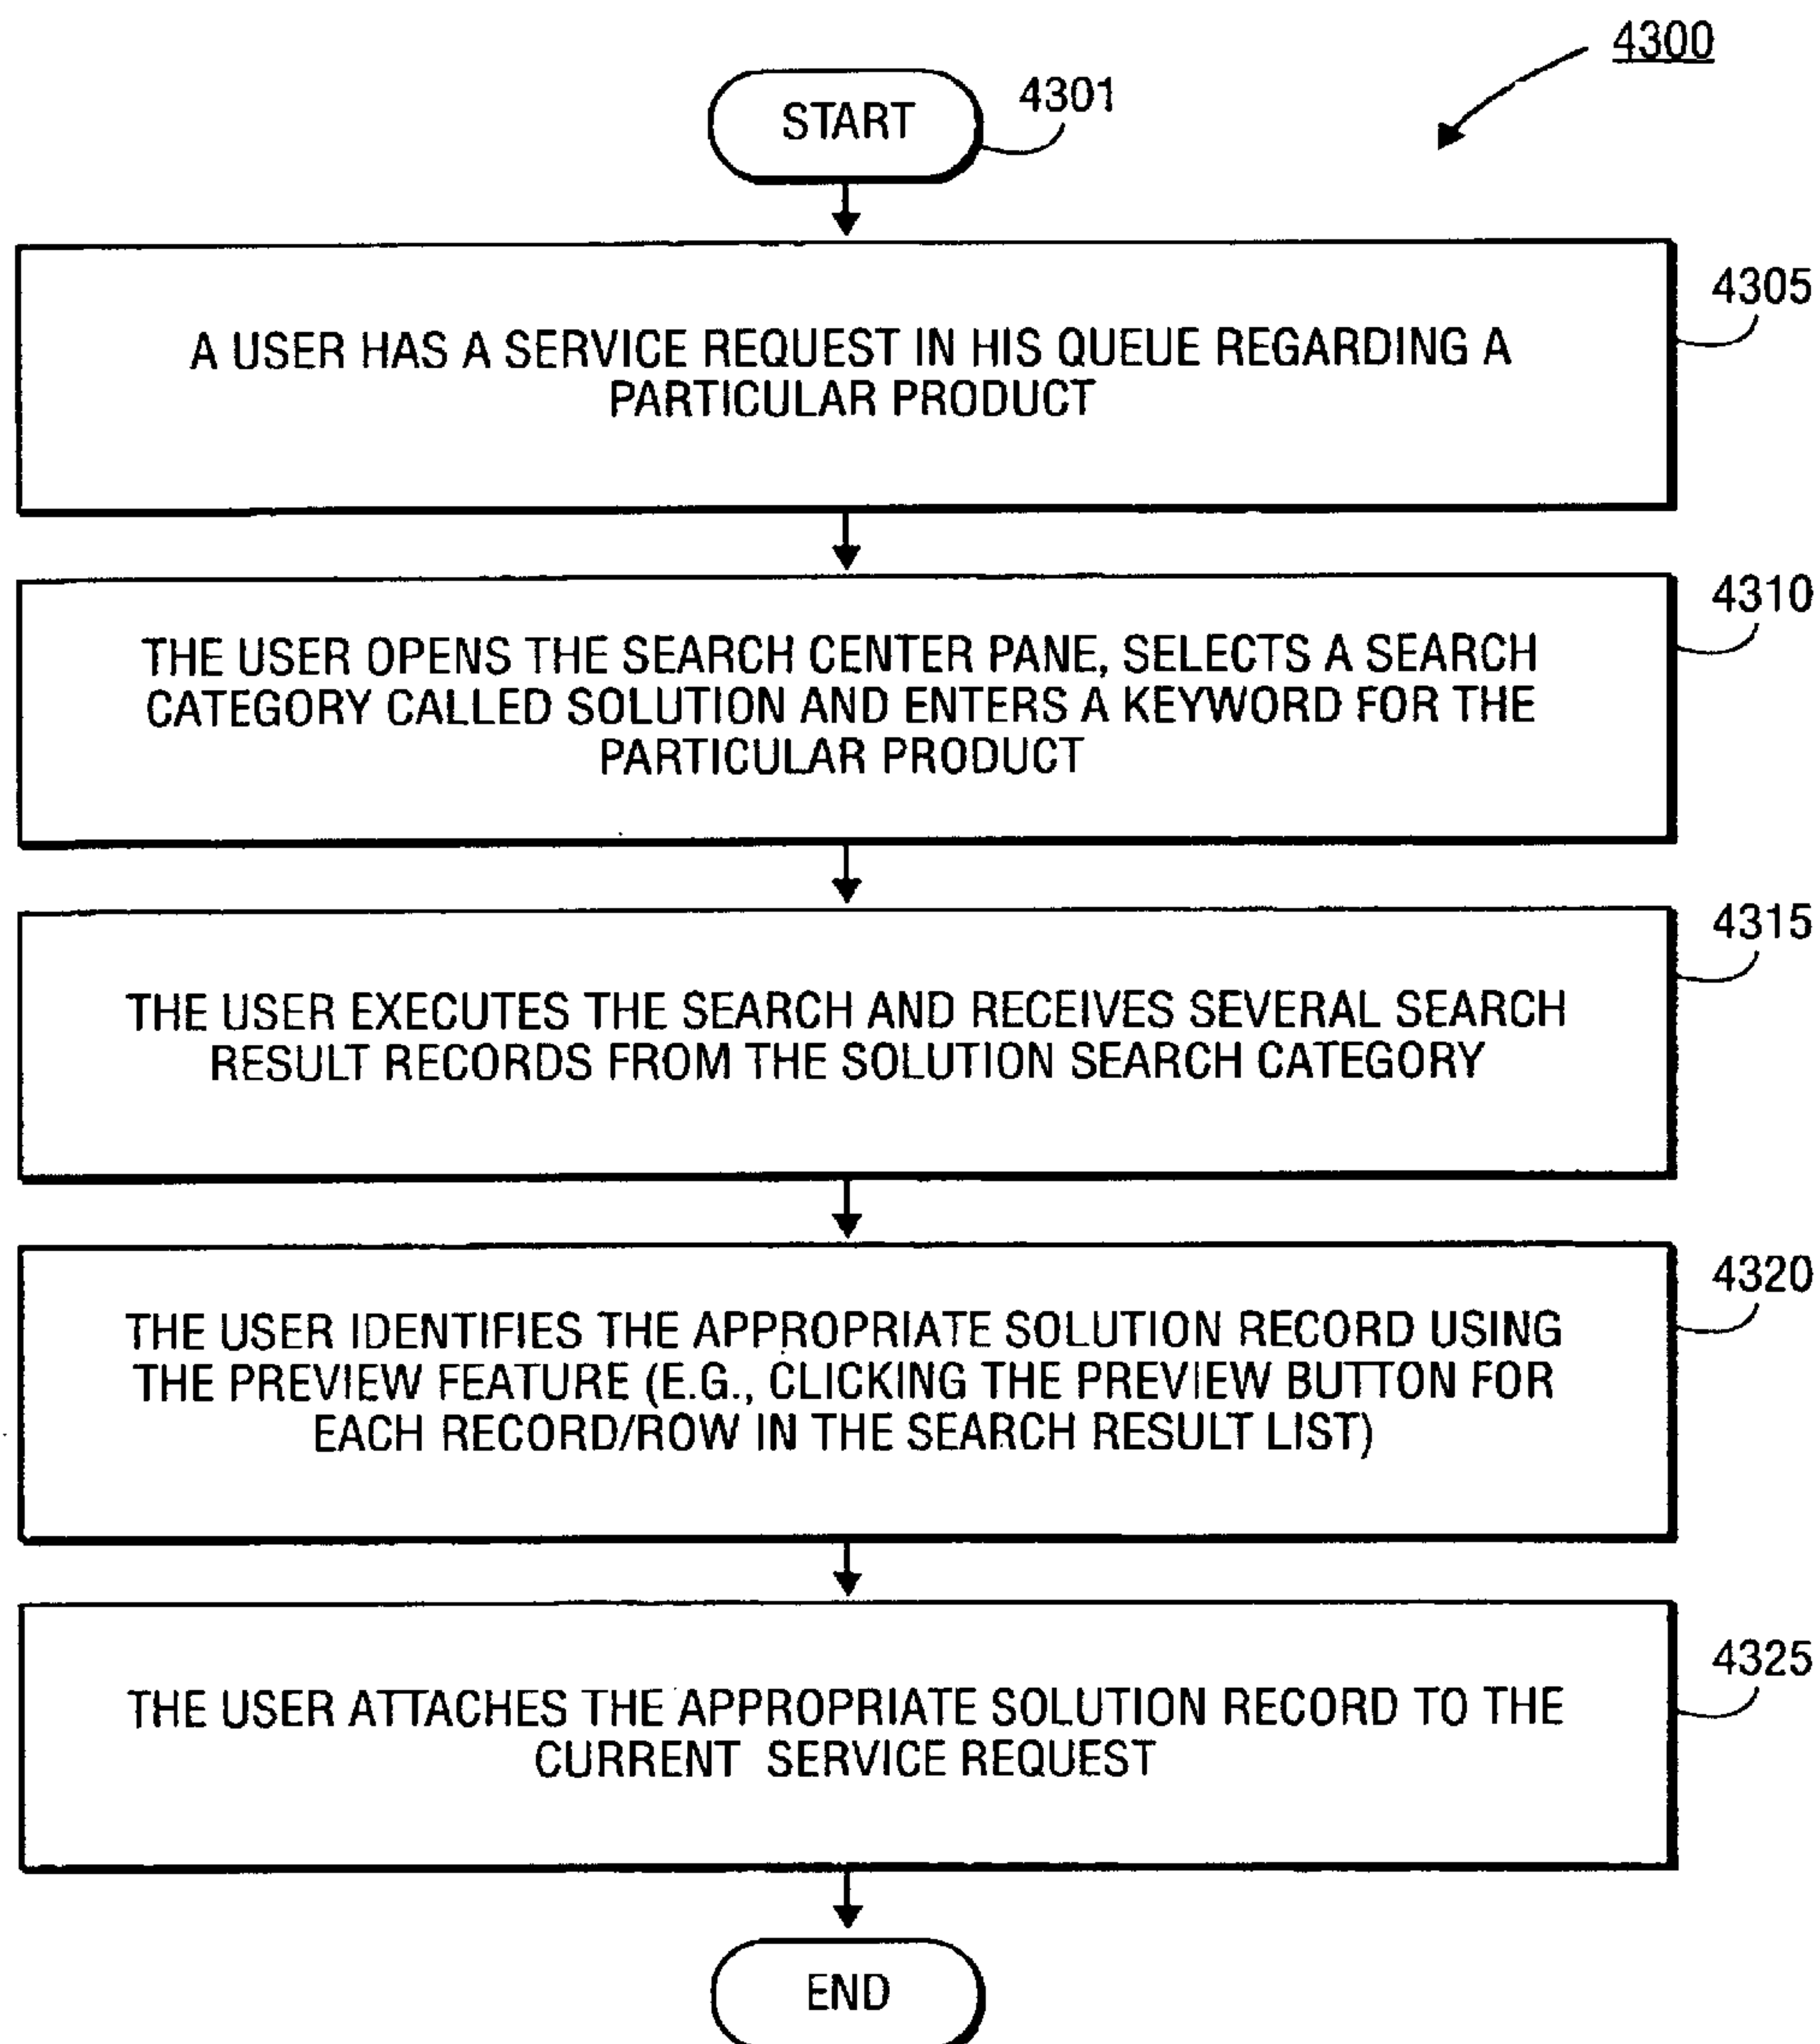 4300
START
4301
4305
A USER HAS A SERVICE REQUEST IN HIS QUEUE REGARDING A
PARTICULAR PRODUCT
4310
THE USER OPENS THE SEARCH CENTER PANE, SELECTS A SEARCH
CATEGORY CALLED SOLUTION AND ENTERS A KEYWORD FOR THE
PARTICULAR PRODUCT
4315
THE USER EXECUTES THE SEARCH AND RECEIVES SEVERAL SEARCH
RESULT RECORDS FROM THE SOLUTION SEARCH CATEGORY
4320
THE USER IDENTIFIES THE APPROPRIATE SOLUTION RECORD USING
THE PREVIEW FEATURE (E.G., CLICKING THE PREVIEW BUTTON FOR
EACH RECORD/ROW IN THE SEARCH RESULT LIST)
4325
THE USER ATTACHES THE APPROPRIATE SOLUTION RECORD TO THE
CURRENT SERVICE REQUEST
END